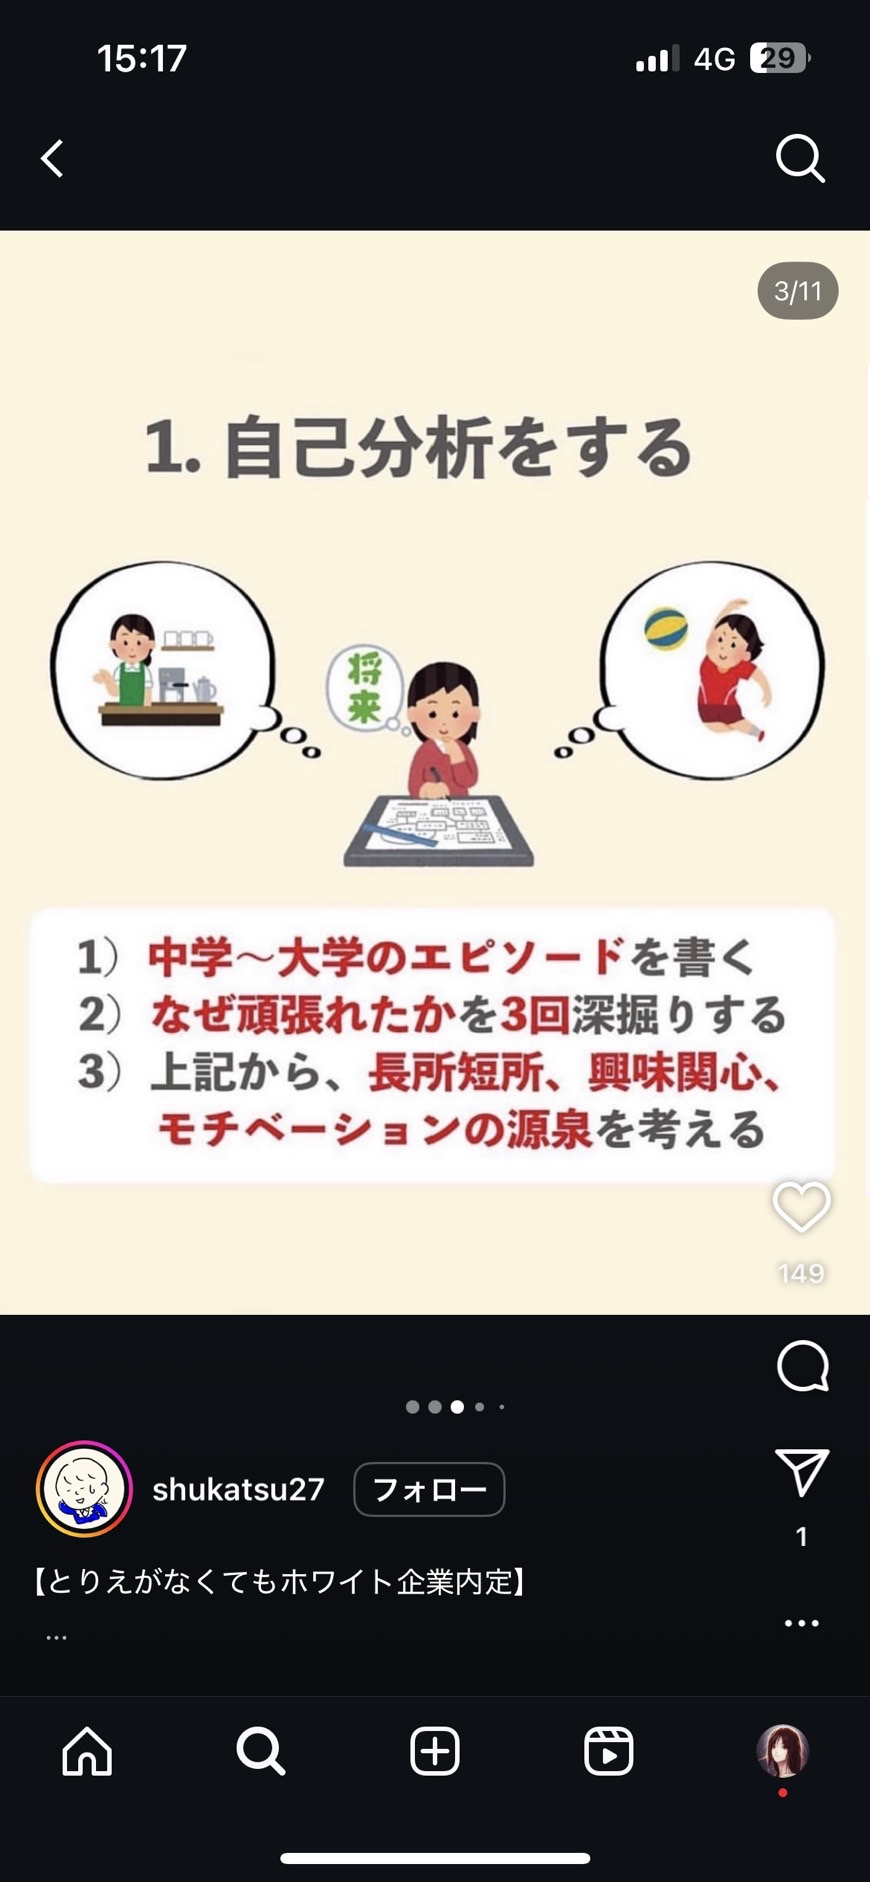 15:17
4G 29
3/11
1. 自己分析をする
将
来
1) 中学〜大学のエピソードを書く
2) なぜ頑張れたかを3回深掘りする
3) 上記から、長所短所、興味関心、
モチベーションの源泉を考える
149
shukatsu27 フォロー
1
【とりえがなくてもホワイト企業内定】
...